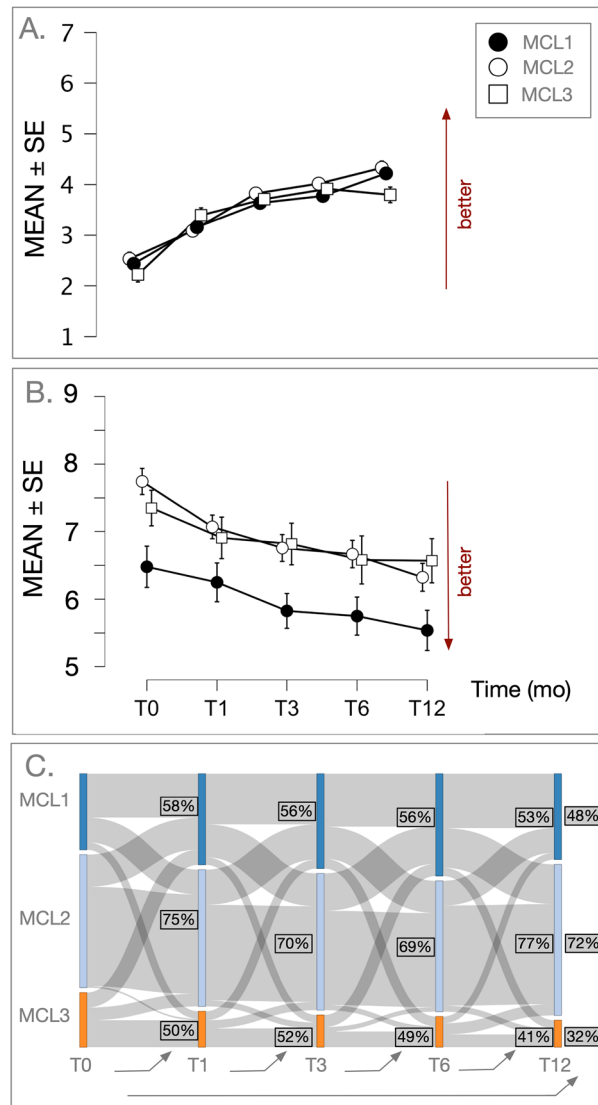 A.
7
6
5
4
3
2
1
MEAN ± SE
MCL1
MCL2
MCL3
better
B.
9
8
7
6
5
MEAN ± SE
better
Time (mo)
T0 T1 T3 T6 T12
C.
MCL1
58% 56% 56% 53% 48%
MCL2
75% 70% 69% 77% 72%
MCL3
50% 52% 49% 41% 32%
T0 T1 T3 T6 T12